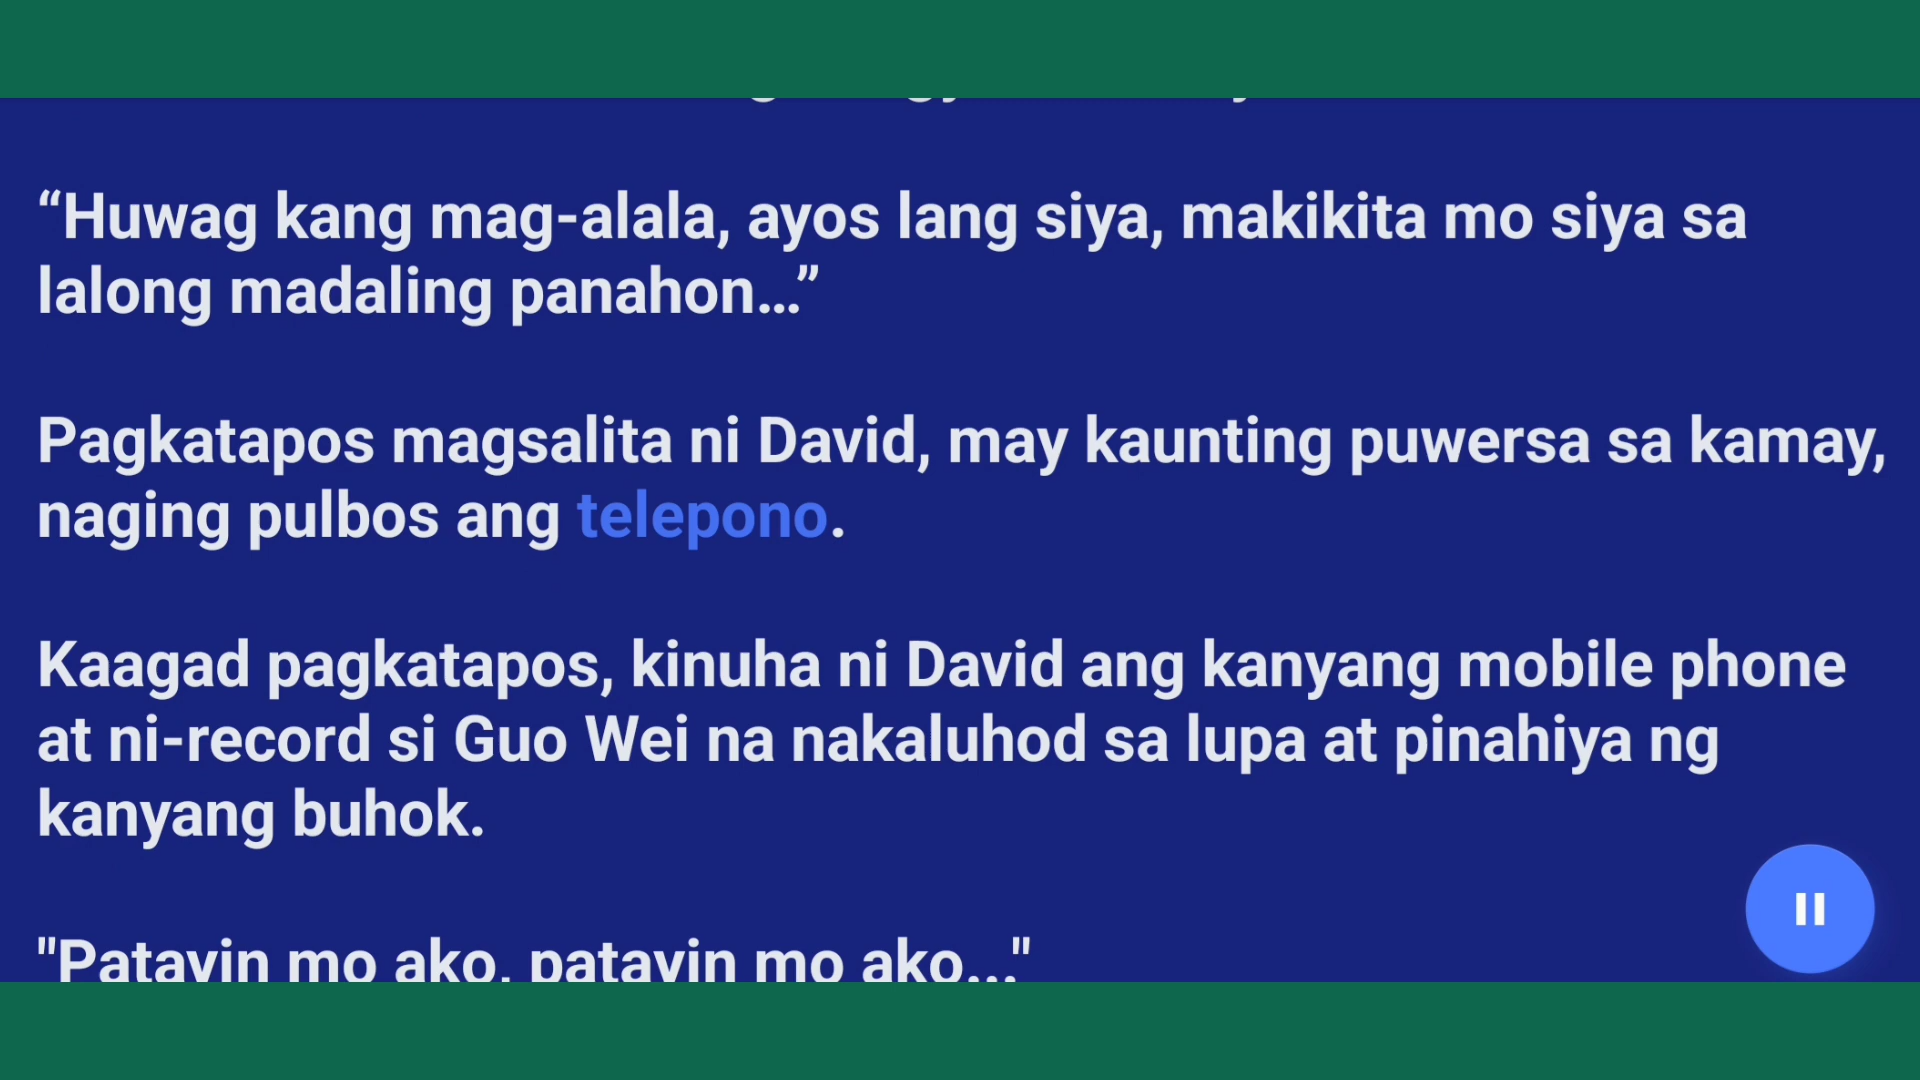 “Huwag kang mag-alala, ayos lang siya, makikita mo siya sa
lalong madaling panahon…”
Pagkatapos magsalita ni David, may kaunting puwersa sa kamay,
naging pulbos ang telepono.
Kaagad pagkatapos, kinuha ni David ang kanyang mobile phone
at ni-record si Guo Wei na nakaluhod sa lupa at pinahiya ng
kanyang buhok.
"Patayin mo ako, patayin mo ako..."